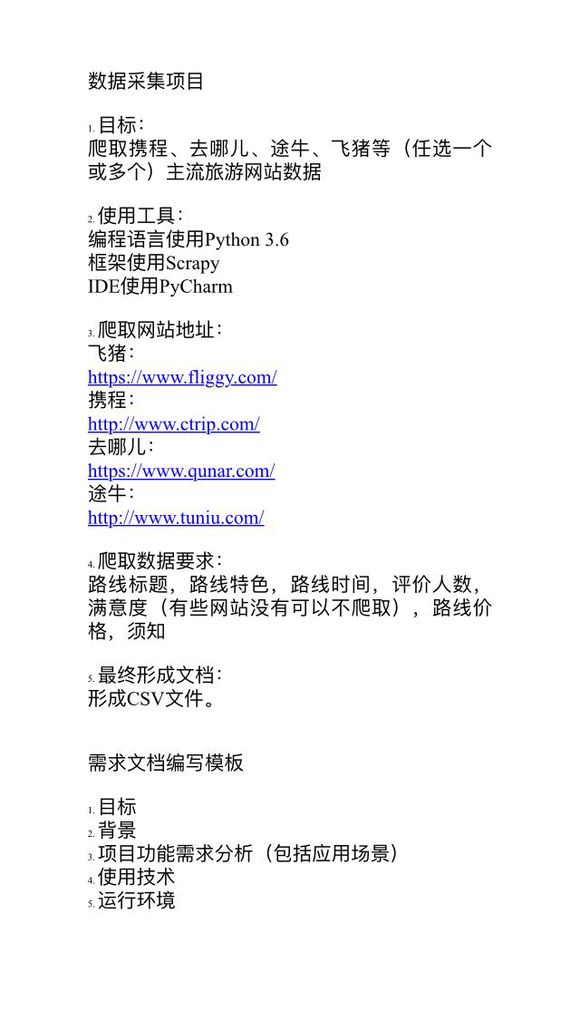 数据采集项目
1. 目标：
爬取携程、去哪儿、途牛、飞猪等（任选一个
或多个）主流旅游网站数据
2. 使用工具：
编程语言使用Python 3.6
框架使用Scrapy
IDE使用PyCharm
3. 爬取网站地址：
飞猪：
https://www.fliggy.com/
携程：
http://www.ctrip.com/
去哪儿：
https://www.qunar.com/
途牛：
http://www.tuniu.com/
4. 爬取数据要求：
路线标题，路线特色，路线时间，评价人数，
满意度（有些网站没有可以不爬取），路线价
格，须知
5. 最终形成文档：
形成CSV文件。
需求文档编写模板
1. 目标
2. 背景
3. 项目功能需求分析（包括应用场景）
4. 使用技术
5. 运行环境